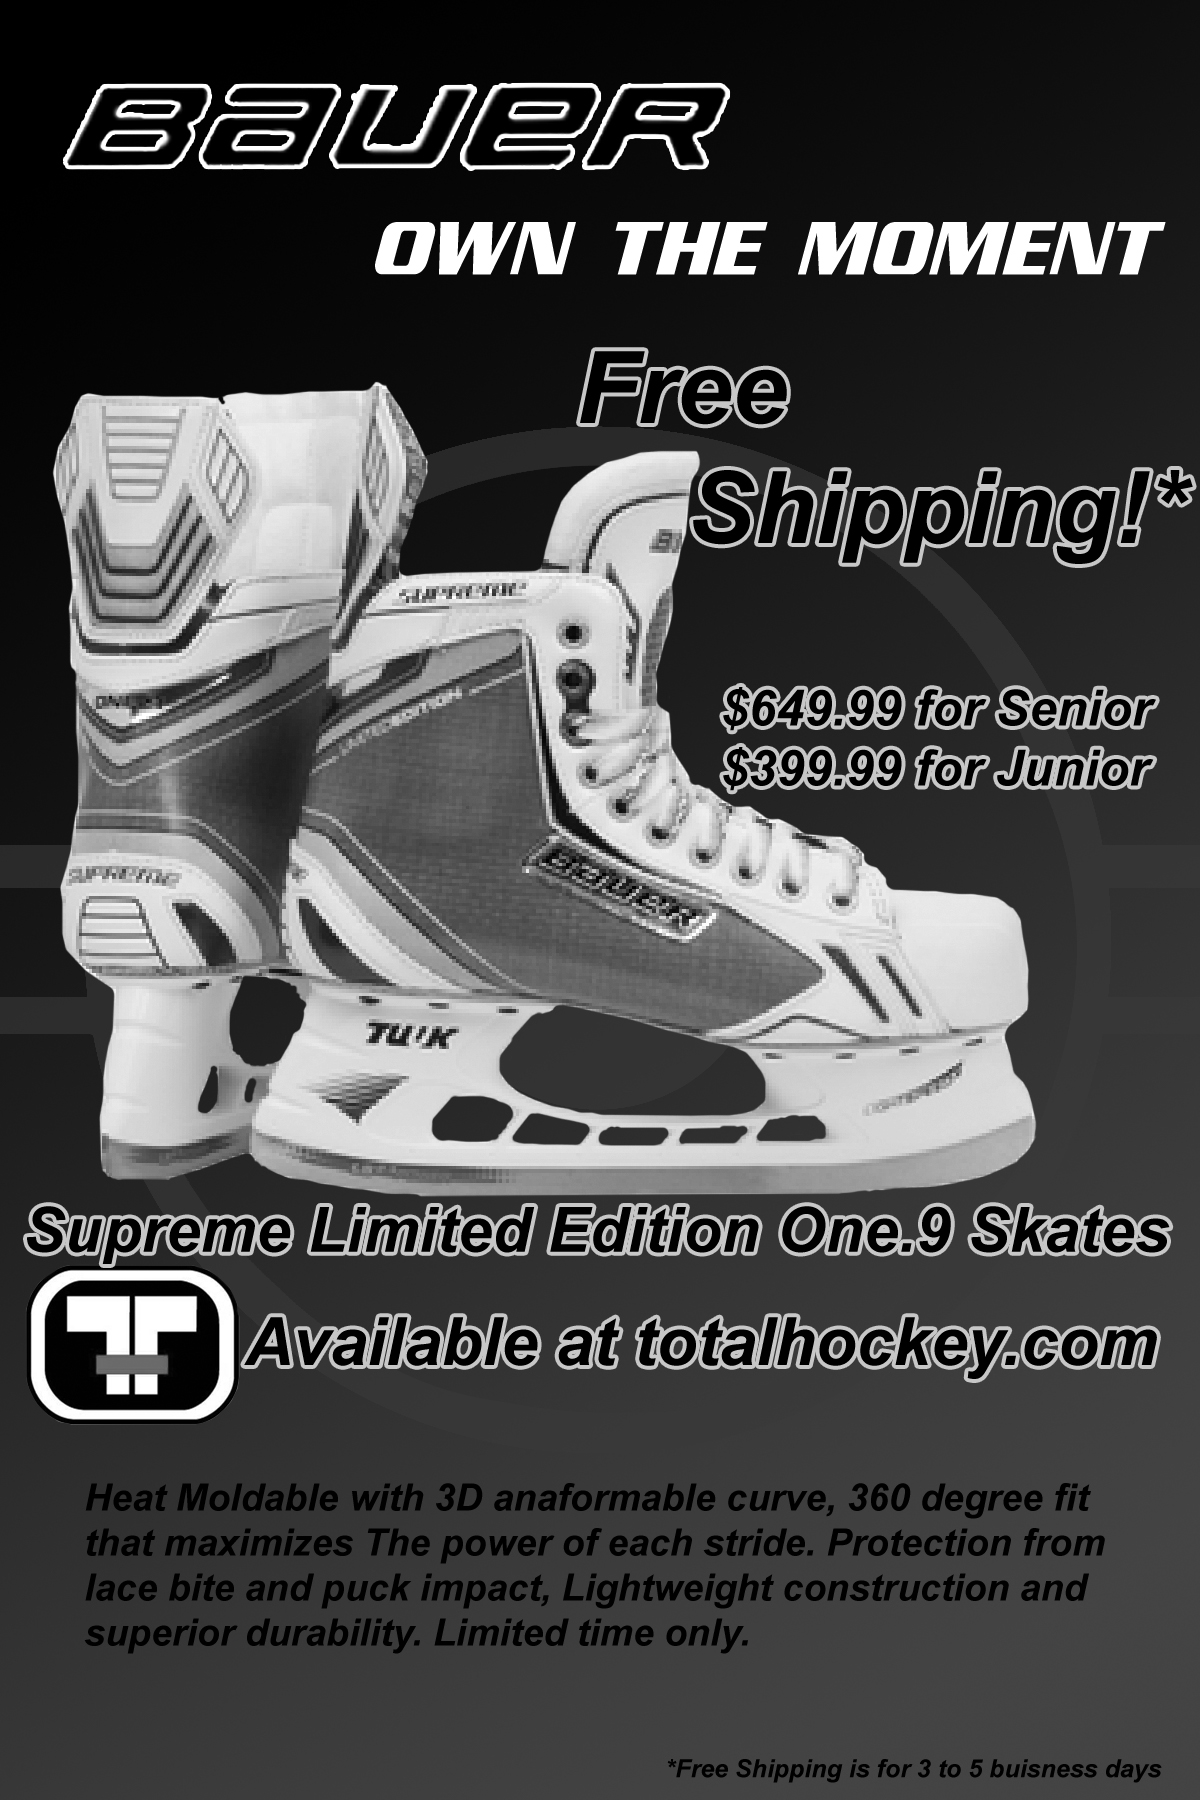 BAUER
OWN THE MOMENT
Free
Shipping!*
SUPREME
LIMITED EDITION
$649.99 for Senior
$399.99 for Junior
BAUER
SUPREME
TUUK
Supreme Limited Edition One.9 Skates
Available at totalhockey.com
Heat Moldable with 3D anaformable curve, 360 degree fit
that maximizes The power of each stride. Protection from
lace bite and puck impact, Lightweight construction and
superior durability. Limited time only.
*Free Shipping is for 3 to 5 buisness days